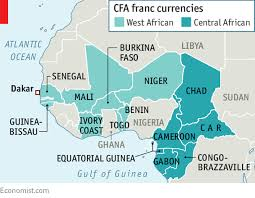 CFA franc currencies
West African
Central African
ATLANTIC
OCEAN
BURKINA
FASO
LIBYA
SENEGAL
NIGER
Dakar
MALI
CHAD
SUDAN
GUINEA-
BISSAU
IVORY
COAST
TOGO
BENIN
NIGERIA
GHANA
CAMEROON
C A R
EQUATORIAL GUINEA
GABON
CONGO-
BRAZZAVILLE
Gulf of Guinea
Economist.com